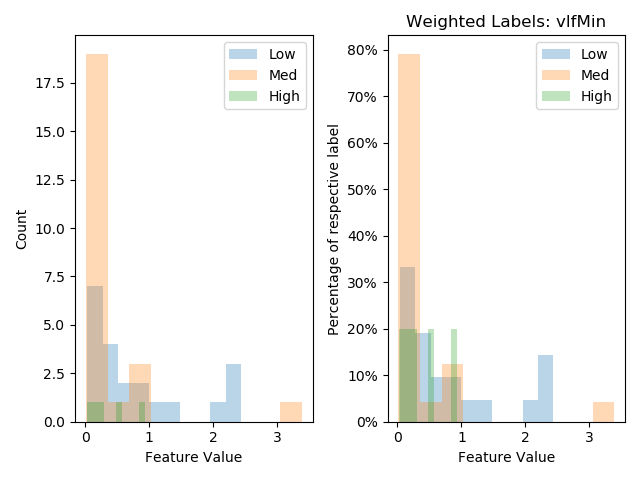 Low
Med
High
17.5
15.0
12.5
10.0
7.5
5.0
2.5
0.0
Count
0 1 2 3
Feature Value
Weighted Labels: vlfMin
Low
Med
High
80%
70%
60%
50%
40%
30%
20%
10%
0%
Percentage of respective label
0 1 2 3
Feature Value